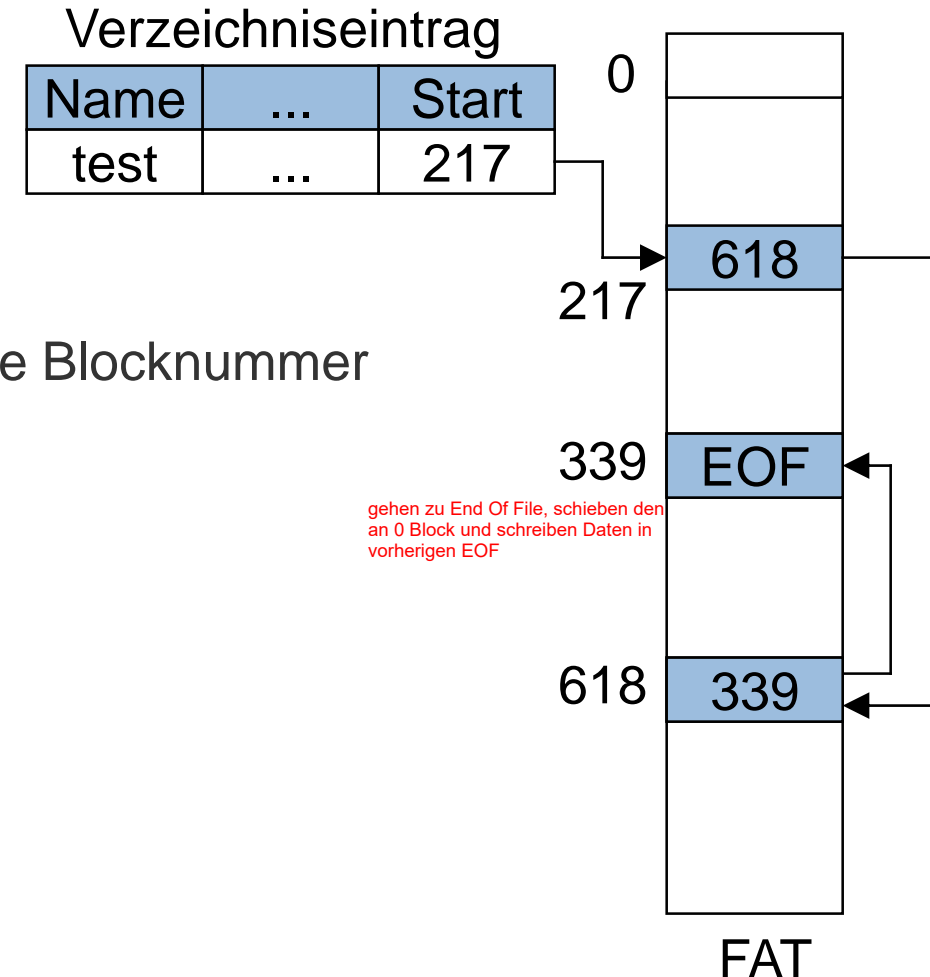 Verzeichniseintrag
Name ... Start
test ... 217
0
618
217
e Blocknummer
339 EOF
gehen zu End Of File, schieben den
an 0 Block und schreiben Daten in
vorherigen EOF
618 339
FAT